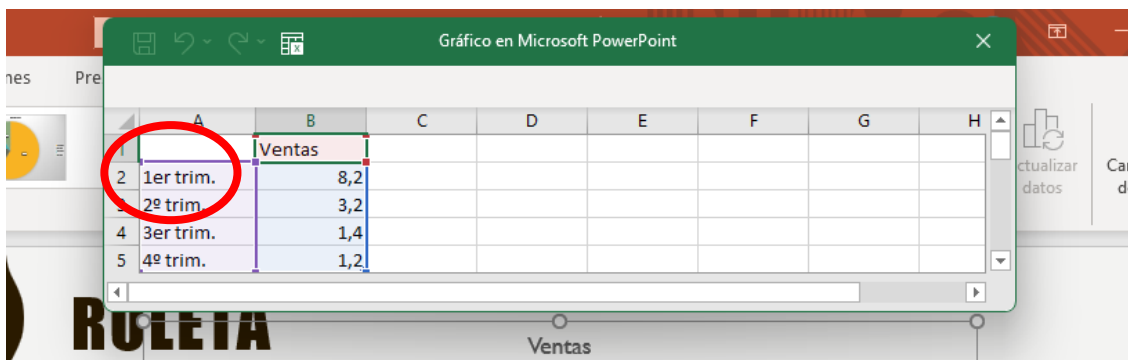 Gráfico en Microsoft PowerPoint
nes Pre
A B C D E F G H
1 Ventas
2 1er trim. 8,2
3 2º trim. 3,2
4 3er trim. 1,4
5 4º trim. 1,2
ctualizar
datos
Ca
d
RULETA
Ventas